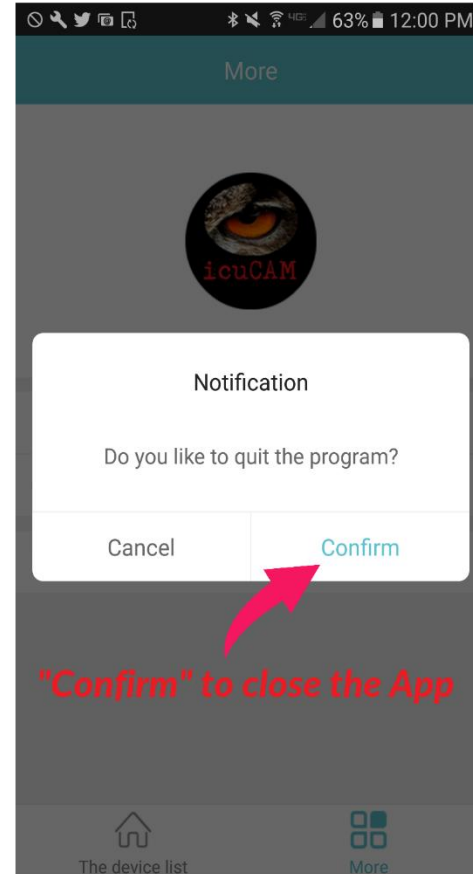 4G 63% 12:00 PM
More
icuCAM
Notification
Do you like to quit the program?
Cancel Confirm
"Confirm" to close the App
The device list More